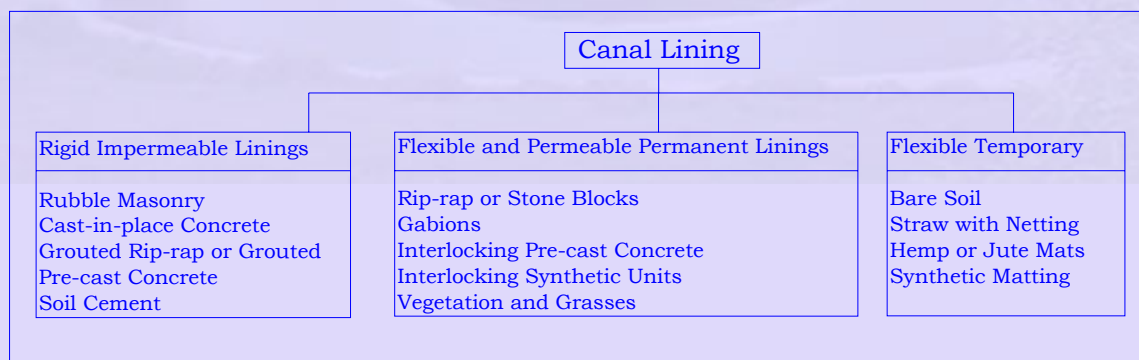 Canal Lining
Rigid Impermeable Linings
Rubble Masonry
Cast-in-place Concrete
Grouted Rip-rap or Grouted
Pre-cast Concrete
Soil Cement
Flexible and Permeable Permanent Linings
Rip-rap or Stone Blocks
Gabions
Interlocking Pre-cast Concrete
Interlocking Synthetic Units
Vegetation and Grasses
Flexible Temporary
Bare Soil
Straw with Netting
Hemp or Jute Mats
Synthetic Matting